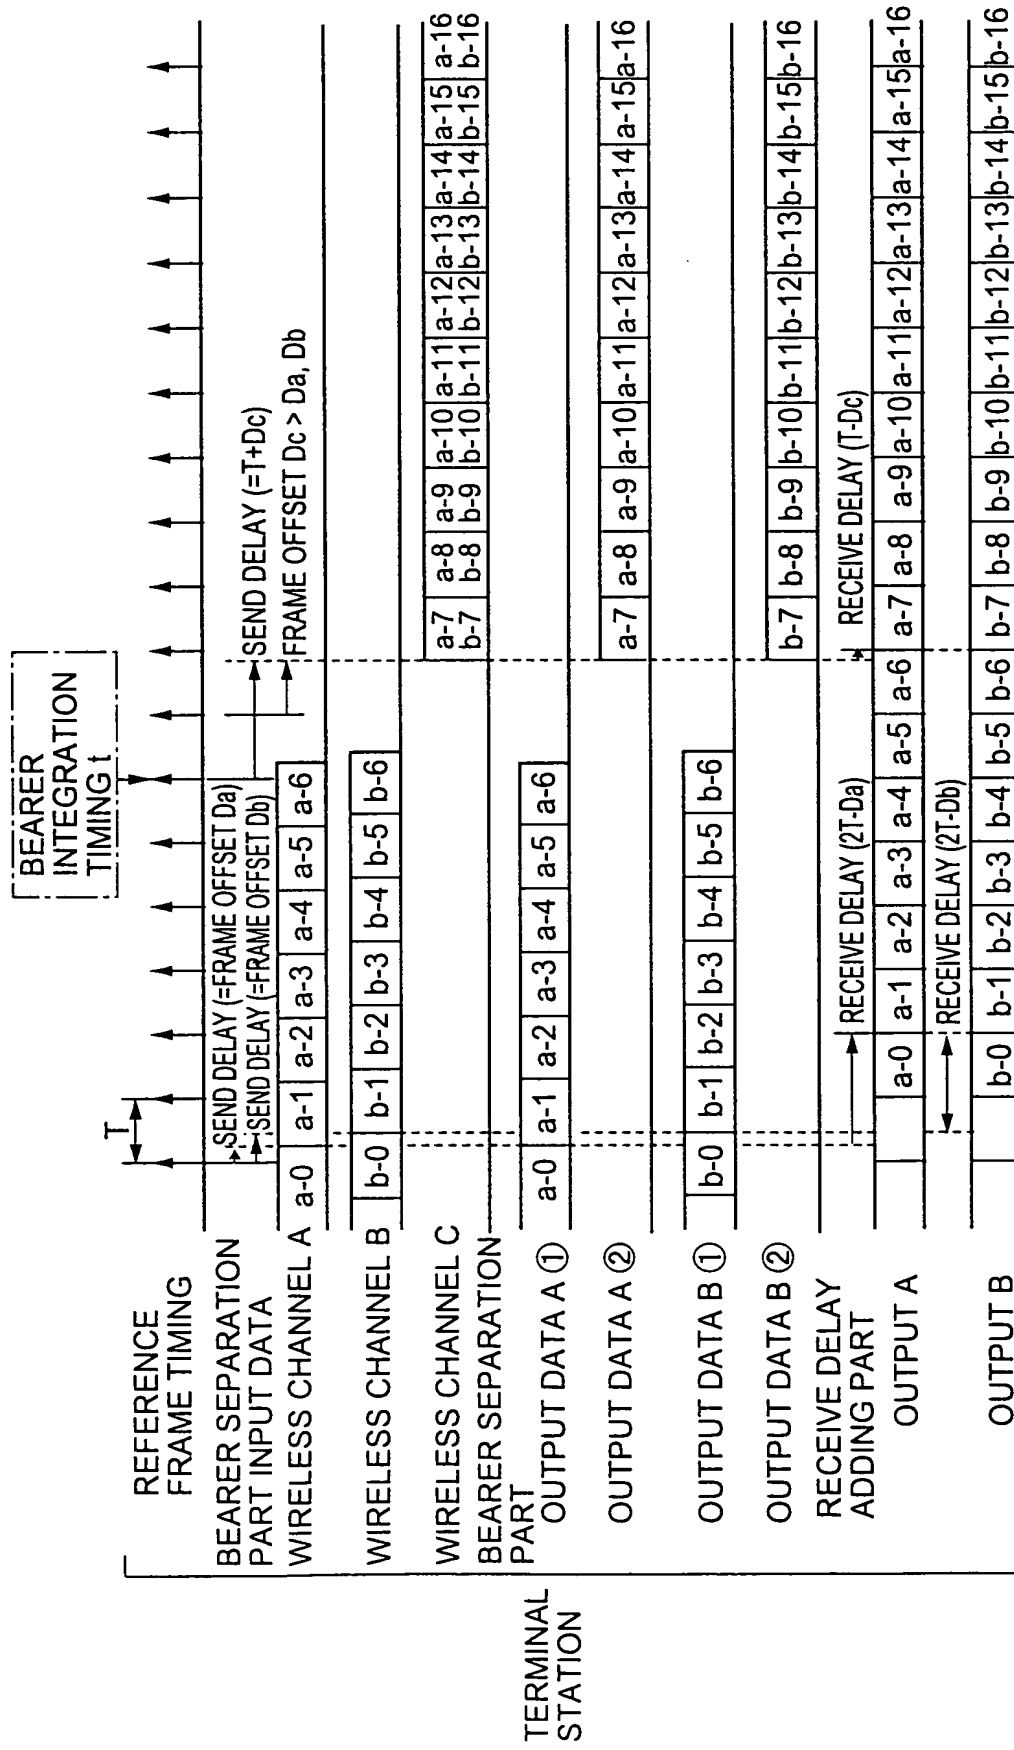 BEARER
INTEGRATION
TIMING t
T
REFERENCE
FRAME TIMING
BEARER SEPARATION
PART INPUT DATA
SEND DELAY (=FRAME OFFSET Da)
SEND DELAY (=FRAME OFFSET Db)
SEND DELAY (=T+Dc)
FRAME OFFSET Dc > Da, Db
WIRELESS CHANNEL A
a-0 a-1 a-2 a-3 a-4 a-5 a-6
WIRELESS CHANNEL B
b-0 b-1 b-2 b-3 b-4 b-5 b-6
WIRELESS CHANNEL C
a-7 a-8 a-9 a-10 a-11 a-12 a-13 a-14 a-15 a-16
b-7 b-8 b-9 b-10 b-11 b-12 b-13 b-14 b-15 b-16
BEARER SEPARATION
PART
OUTPUT DATA A ①
a-0 a-1 a-2 a-3 a-4 a-5 a-6
OUTPUT DATA A ②
a-7 a-8 a-9 a-10 a-11 a-12 a-13 a-14 a-15 a-16
OUTPUT DATA B ①
b-0 b-1 b-2 b-3 b-4 b-5 b-6
OUTPUT DATA B ②
b-7 b-8 b-9 b-10 b-11 b-12 b-13 b-14 b-15 b-16
RECEIVE DELAY
ADDING PART
RECEIVE DELAY (2T-Da)
RECEIVE DELAY (T-Dc)
OUTPUT A
a-0 a-1 a-2 a-3 a-4 a-5 a-6 a-7 a-8 a-9 a-10 a-11 a-12 a-13 a-14 a-15 a-16
RECEIVE DELAY (2T-Db)
OUTPUT B
b-0 b-1 b-2 b-3 b-4 b-5 b-6 b-7 b-8 b-9 b-10 b-11 b-12 b-13 b-14 b-15 b-16
TERMINAL
STATION